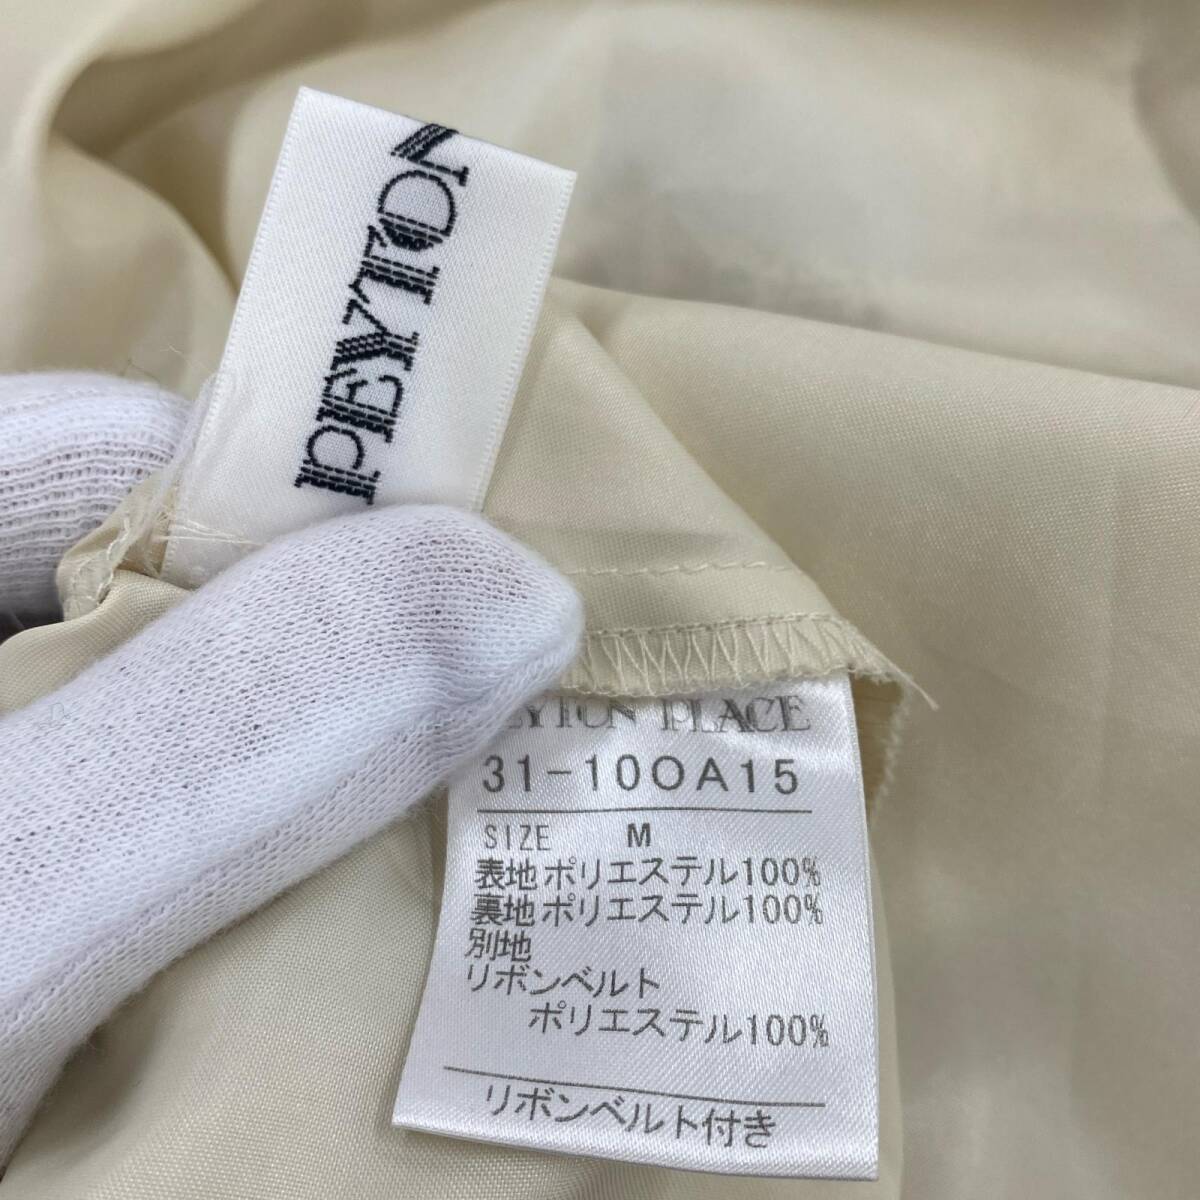 PEYTON
PEYTON PLACE
31-100A15
SIZE M
表地 ポリエステル100%
裏地 ポリエステル100%
別地
リボンベルト
ポリエステル100%
リボンベルト付き